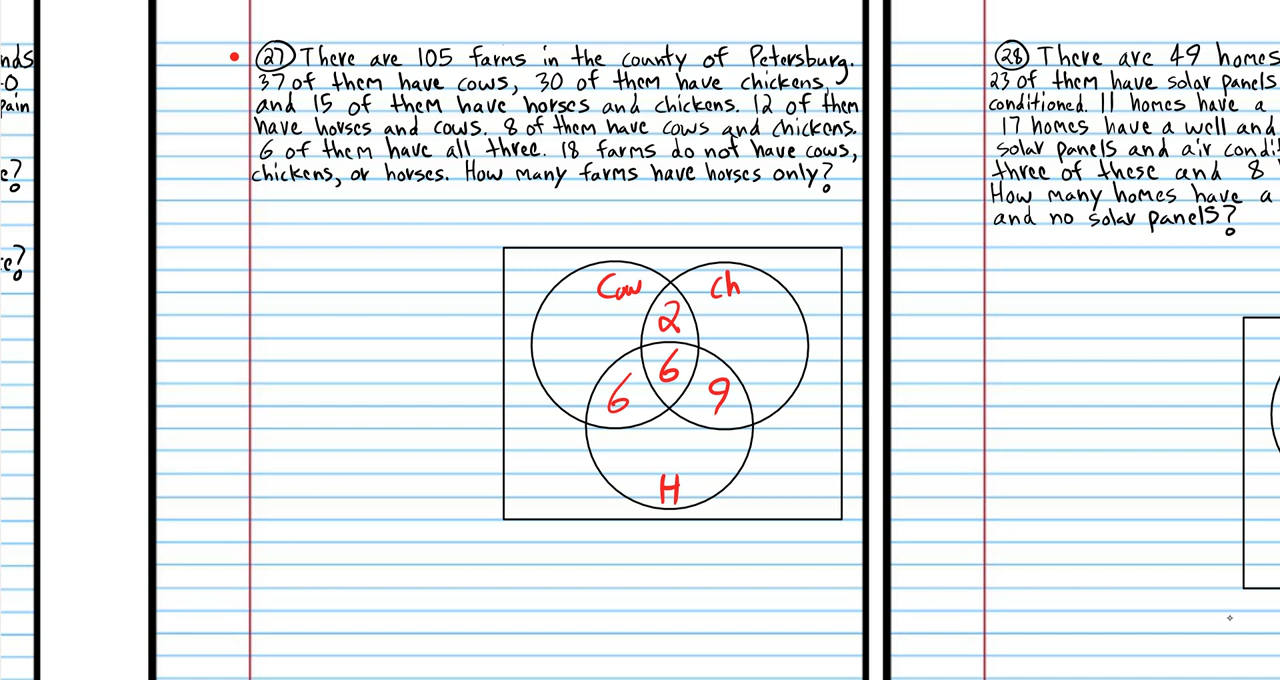 nds
-0
pain
e?
e?
27 There are 105 farms in the county of Petersburg.
37 of them have cows, 30 of them have chickens,
and 15 of them have horses and chickens. 12 of them
have horses and cows. 8 of them have cows and chickens.
6 of them have all three. 18 farms do not have cows,
chickens, or horses. How many farms have horses only?
Cow Ch
2
6
6 9
H
28 There are 49 homes
23 of them have solar panels
conditioned. 11 homes have a
17 homes have a well and
solar panels and air condit
three of these and 8
How many homes have a
and no solar panels?